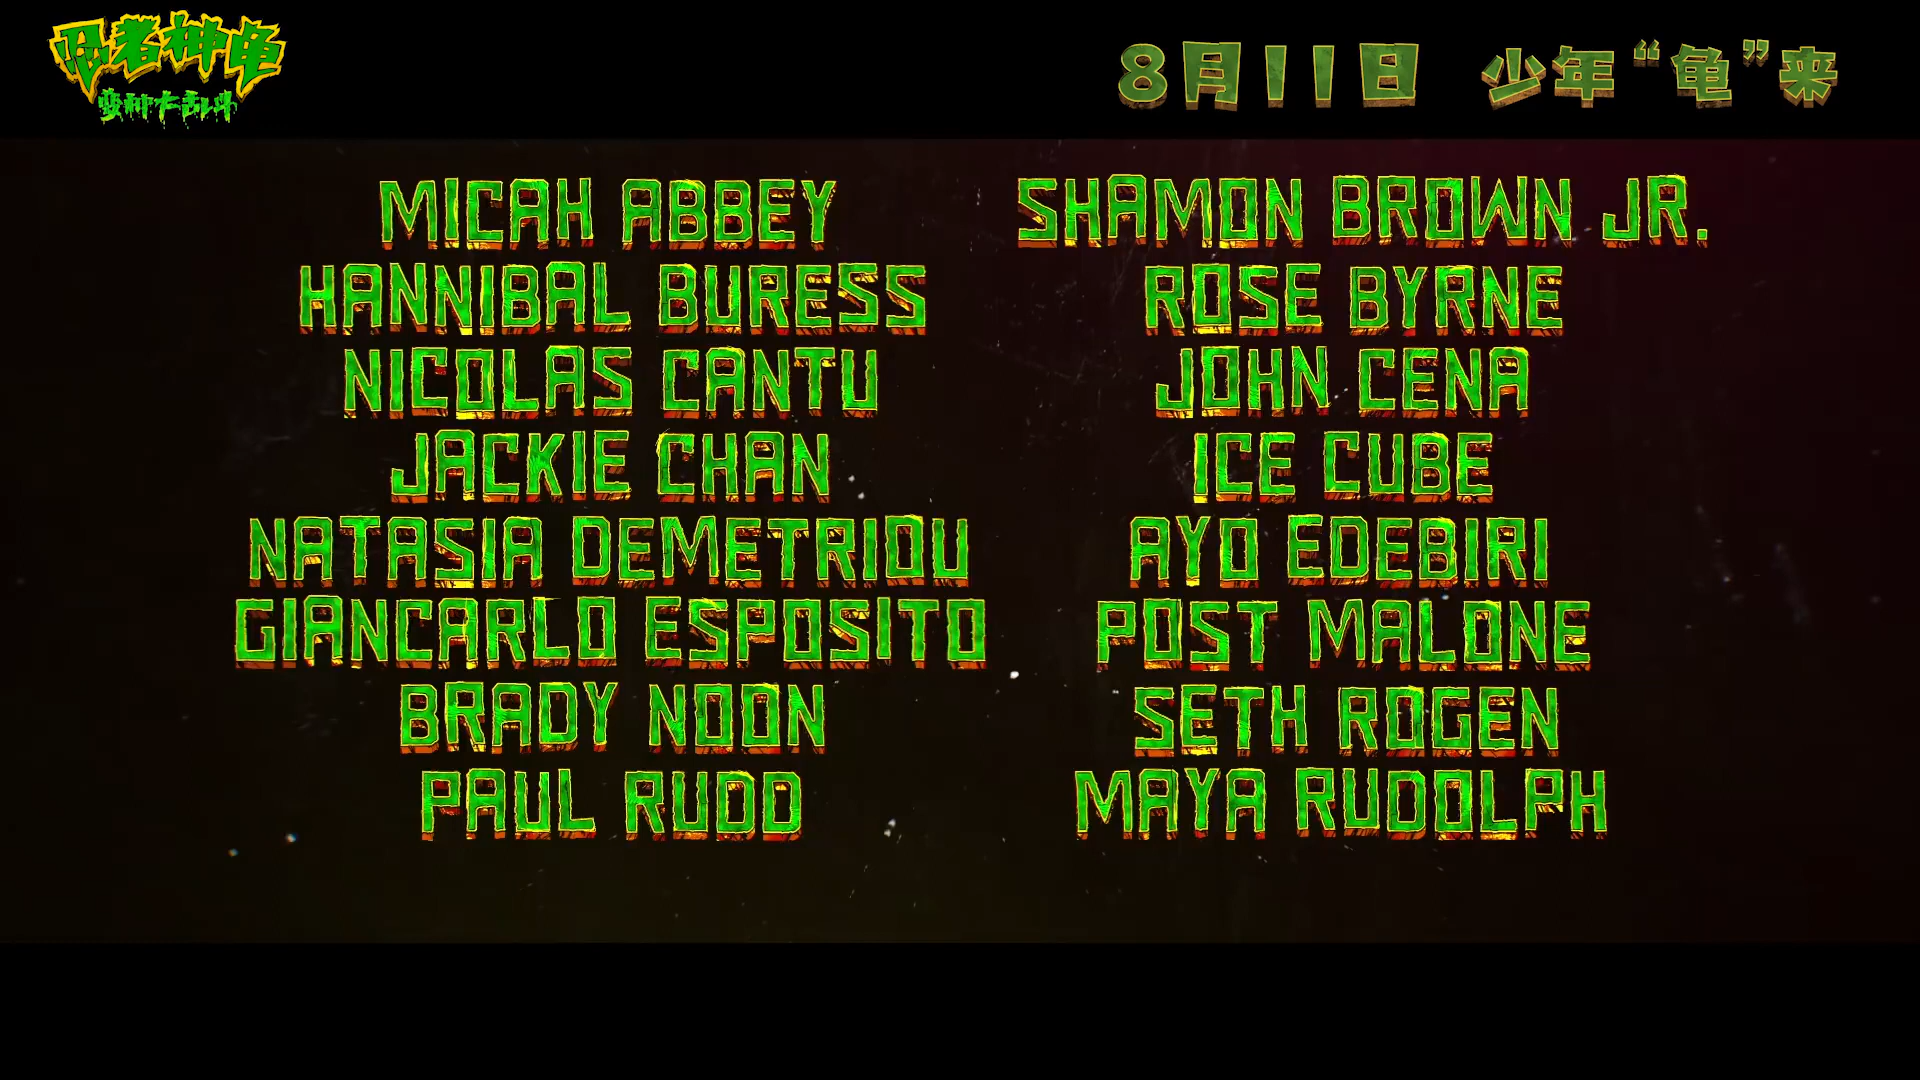 忍者神龟
变种大乱斗
8月11日 少年“龟”来
MICAH ABBEY SHAMON BROWN JR.
HANNIBAL BURESS ROSE BYRNE
NICOLAS CANTU JOHN CENA
JACKIE CHAN ICE CUBE
NATASIA DEMETRIOU AYO EDEBIRI
GIANCARLO ESPOSITO POST MALONE
BRADY NOON SETH ROGEN
PAUL RUDD MAYA RUDOLPH